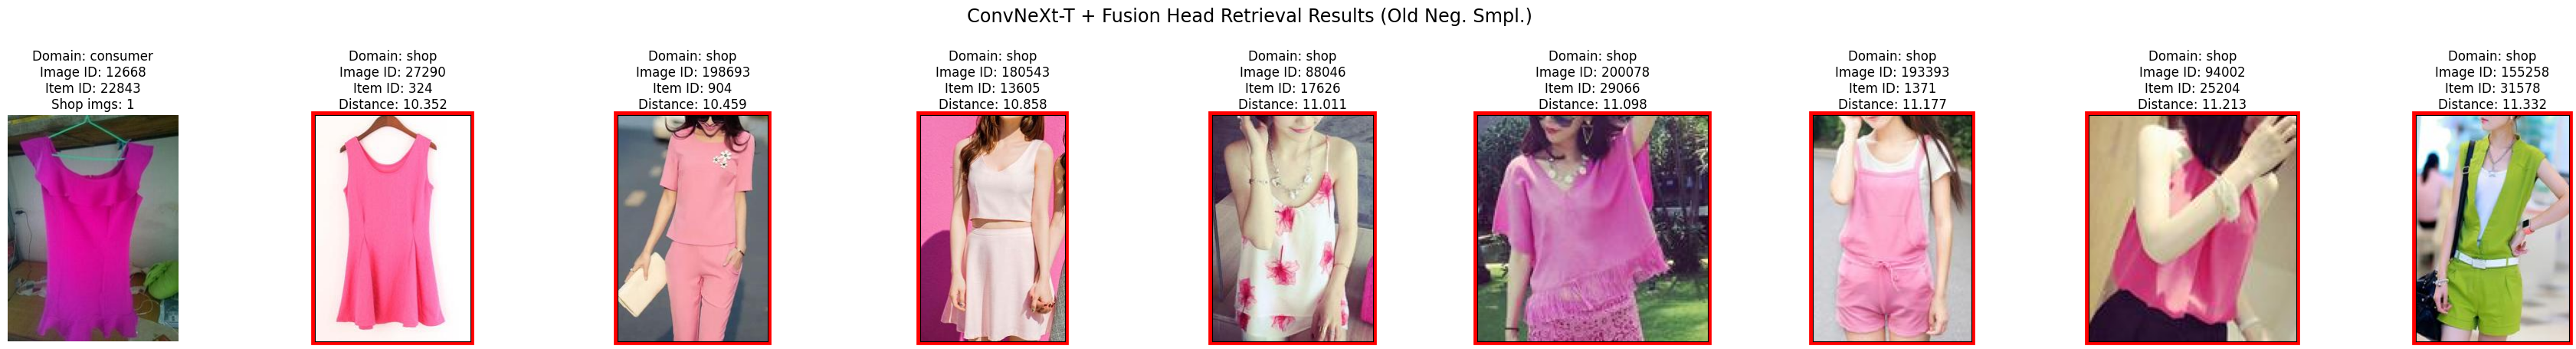 ConvNeXt-T + Fusion Head Retrieval Results (Old Neg. Smpl.)
Domain: consumer
Image ID: 12668
Item ID: 22843
Shop imgs: 1
Domain: shop
Image ID: 27290
Item ID: 324
Distance: 10.352
Domain: shop
Image ID: 198693
Item ID: 904
Distance: 10.459
Domain: shop
Image ID: 180543
Item ID: 13605
Distance: 10.858
Domain: shop
Image ID: 88046
Item ID: 17626
Distance: 11.011
Domain: shop
Image ID: 200078
Item ID: 29066
Distance: 11.098
Domain: shop
Image ID: 193393
Item ID: 1371
Distance: 11.177
Domain: shop
Image ID: 94002
Item ID: 25204
Distance: 11.213
Domain: shop
Image ID: 155258
Item ID: 31578
Distance: 11.332